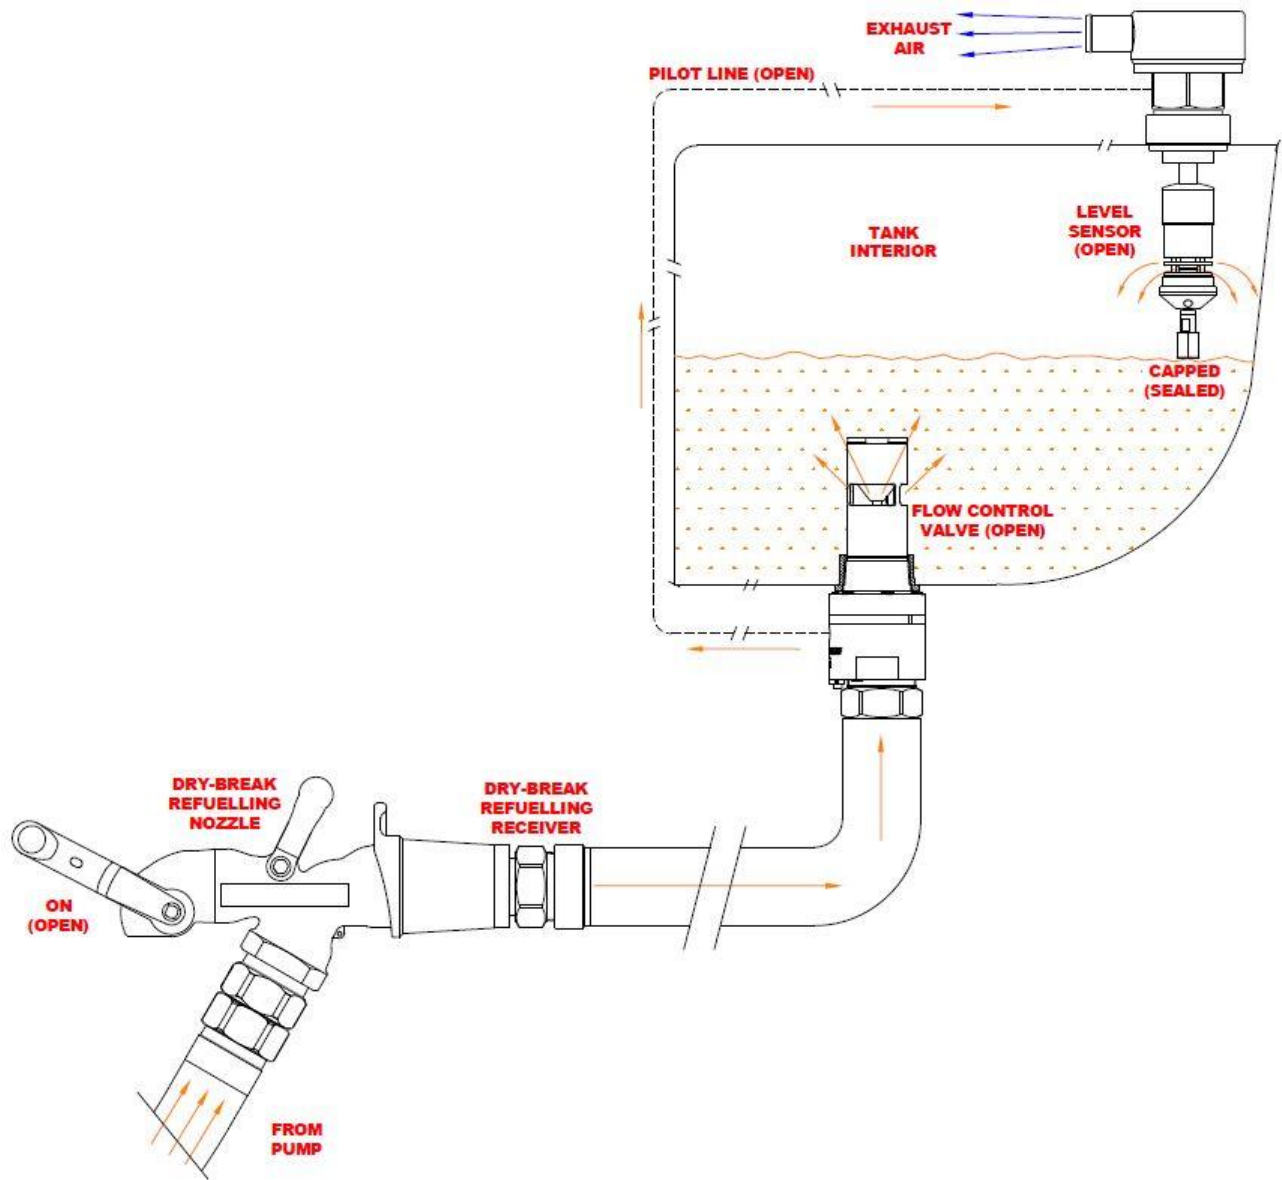 EXHAUST
AIR
PILOT LINE (OPEN)
LEVEL
SENSOR
(OPEN)
TANK
INTERIOR
CAPPED
(SEALED)
FLOW CONTROL
VALVE (OPEN)
DRY-BREAK
REFUELLING
NOZZLE
DRY-BREAK
REFUELLING
RECEIVER
ON
(OPEN)
FROM
PUMP